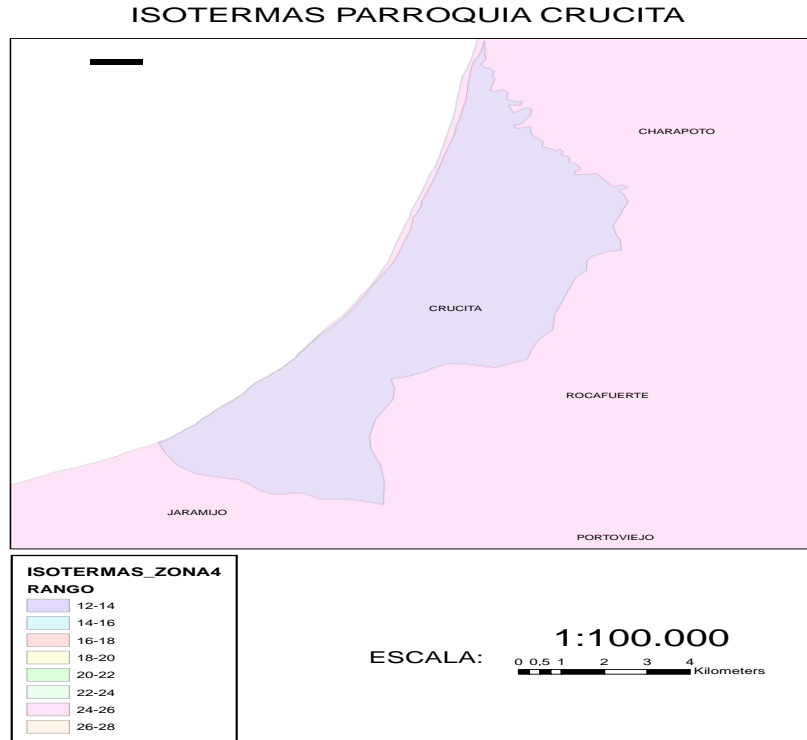 ISOTERMAS PARROQUIA CRUCITA
CHARAPOTO
CRUCITA
ROCAFUERTE
JARAMIJO
PORTOVIEJO
ISOTERMAS_ZONA4
RANGO
12-14
14-16
16-18
18-20
20-22
22-24
24-26
26-28
ESCALA:
1:100.000
0 0,5 1 2 3 4
Kilometers